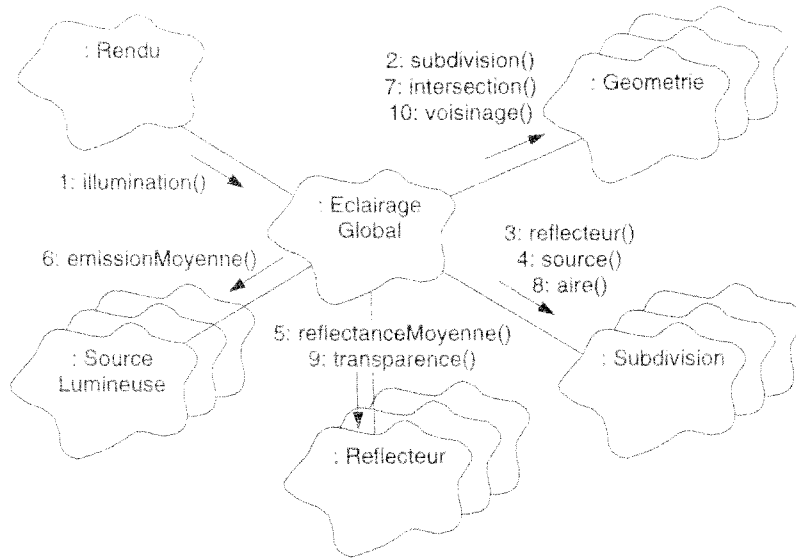 : Rendu
2: subdivision()
7: intersection()
10: voisinage()
: Geometrie
1: illumination()
: Eclairage
Global
3: reflecteur()
4: source()
8: aire()
6: emissionMoyenne()
5: reflectanceMoyenne()
9: transparence()
: Source
Lumineuse
: Subdivision
: Reflecteur